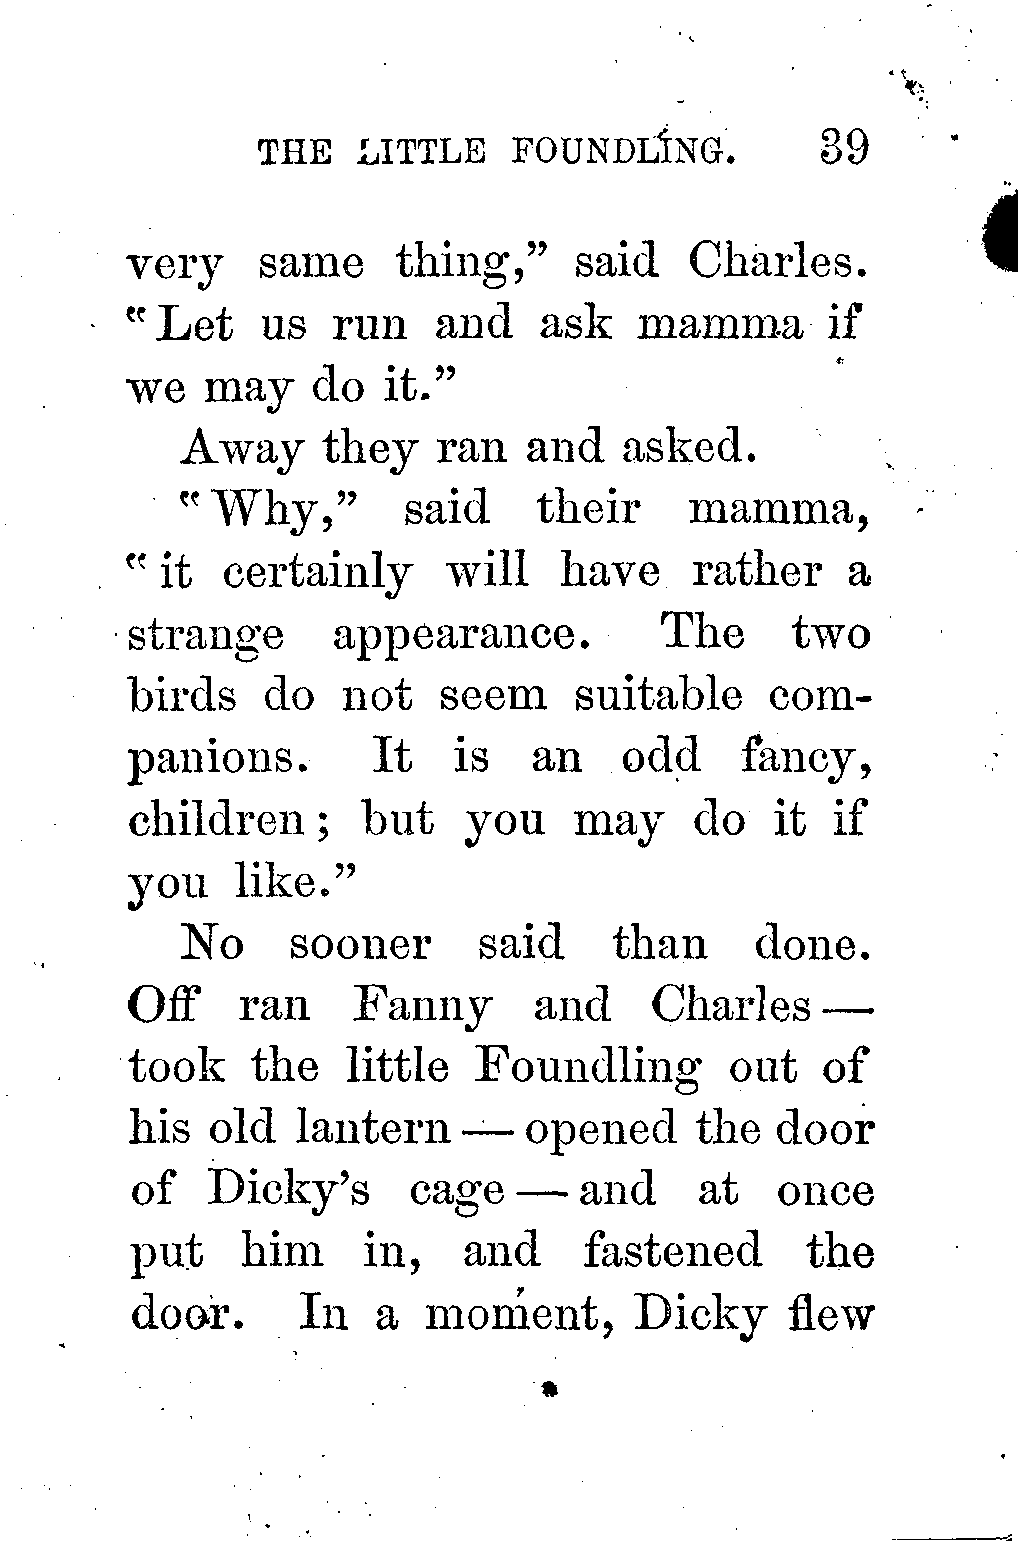 THE LITTLE FOUNDLING. 39
very same thing,” said Charles.
“Let us run and ask mamma if
we may do it.”
Away they ran and asked.
“Why,” said their mamma,
“it certainly will have rather a
strange appearance. The two
birds do not seem suitable com-
panions. It is an odd fancy,
children; but you may do it if
you like.”
No sooner said than done.
Off ran Fanny and Charles—
took the little Foundling out of
his old lantern—opened the door
of Dicky’s cage—and at once
put him in, and fastened the
door. In a moment, Dicky flew